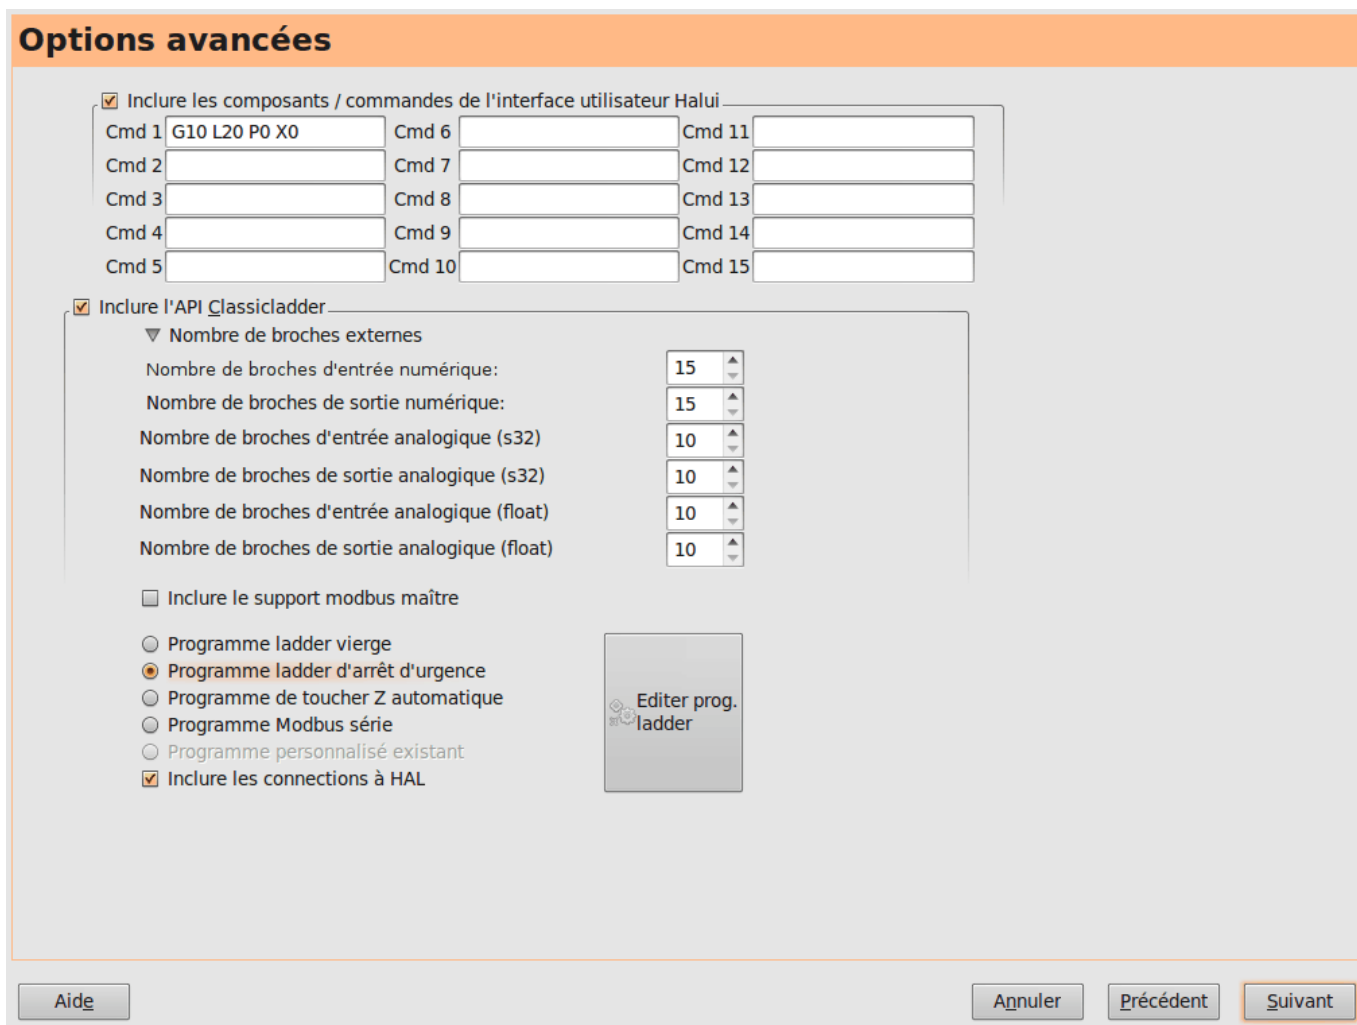 Options avancées
Inclure les composants / commandes de l'interface utilisateur Halui
Cmd 1 G10 L20 P0 X0 Cmd 6 Cmd 11
Cmd 2 Cmd 7 Cmd 12
Cmd 3 Cmd 8 Cmd 13
Cmd 4 Cmd 9 Cmd 14
Cmd 5 Cmd 10 Cmd 15
Inclure l'API Classicladder
Nombre de broches externes
Nombre de broches d'entrée numérique: 15
Nombre de broches de sortie numérique: 15
Nombre de broches d'entrée analogique (s32) 10
Nombre de broches de sortie analogique (s32) 10
Nombre de broches d'entrée analogique (float) 10
Nombre de broches de sortie analogique (float) 10
Inclure le support modbus maître
Programme ladder vierge
Programme ladder d'arrêt d'urgence
Programme de toucher Z automatique
Programme Modbus série
Programme personnalisé existant
Inclure les connections à HAL
Editer prog.
ladder
Aide Annuler Précédent Suivant